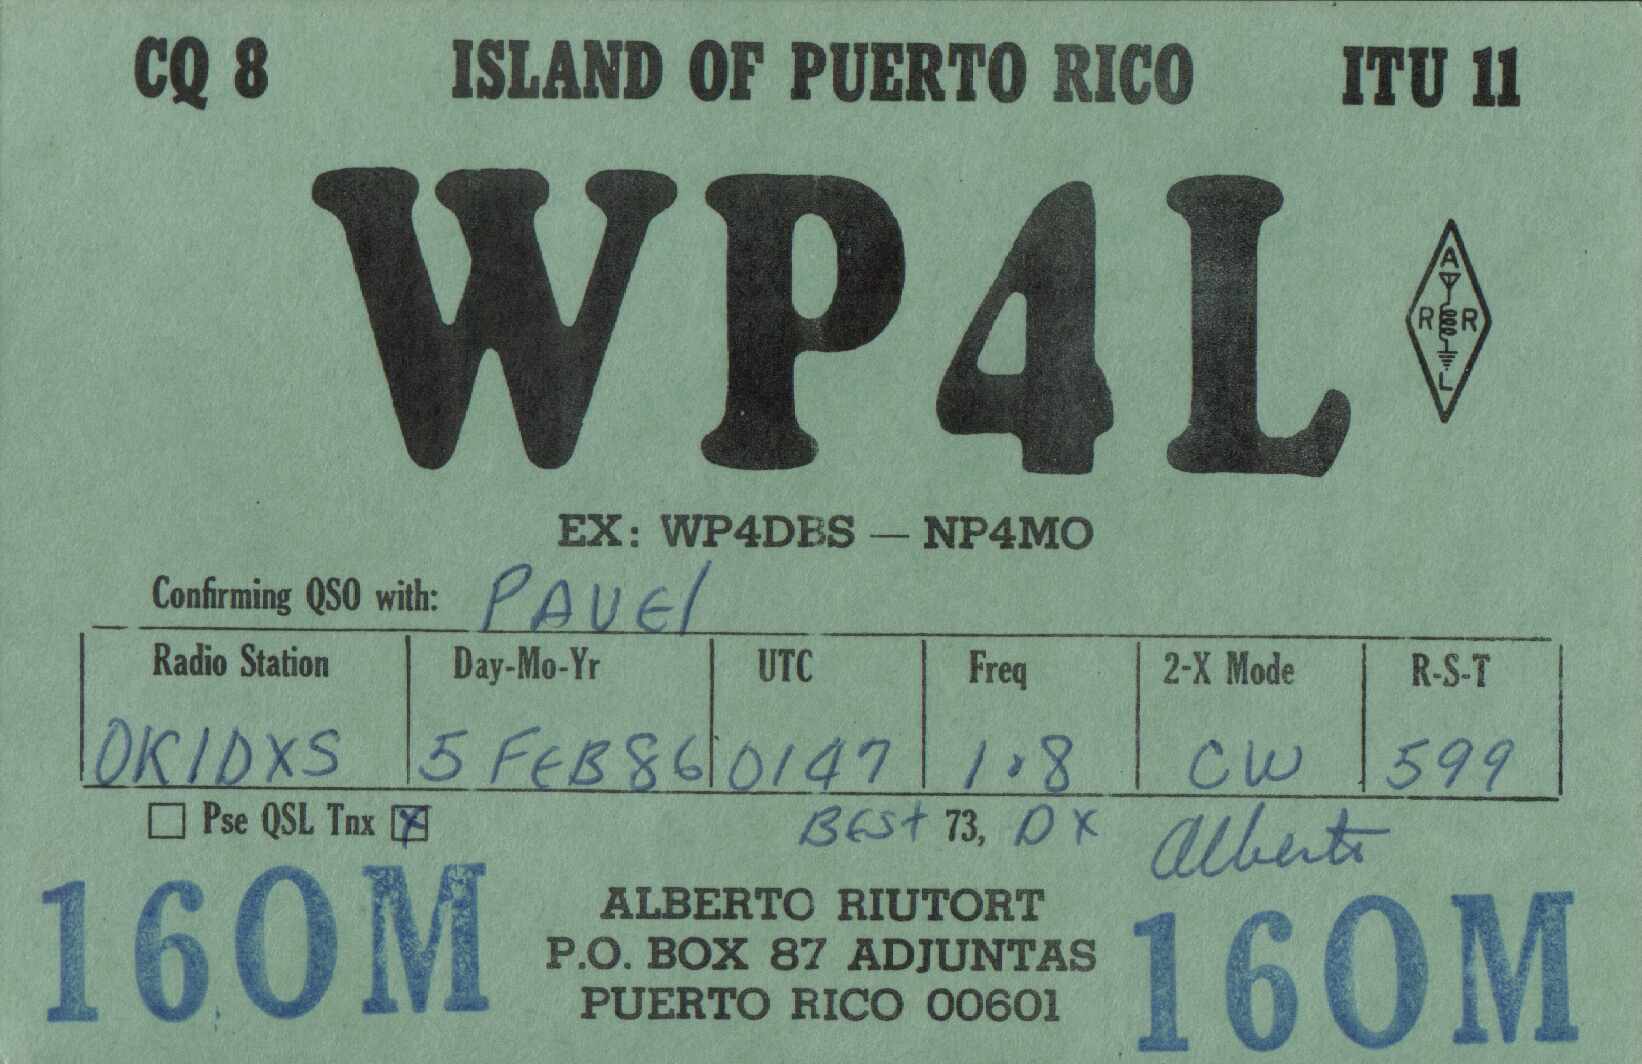 CQ 8 ISLAND OF PUERTO RICO ITU 11
WP4L
A
R R
L
EX: WP4DBS — NP4MO
Confirming QSO with: PAVEl
Radio Station Day-Mo-Yr UTC Freq 2-X Mode R-S-T
OK1DXS 5 FEB 86 0147 1.8 CW 599
Pse QSL Tnx X BEST 73, DX Alberto
160M ALBERTO RIUTORT 160M
P.O. BOX 87 ADJUNTAS
PUERTO RICO 00601